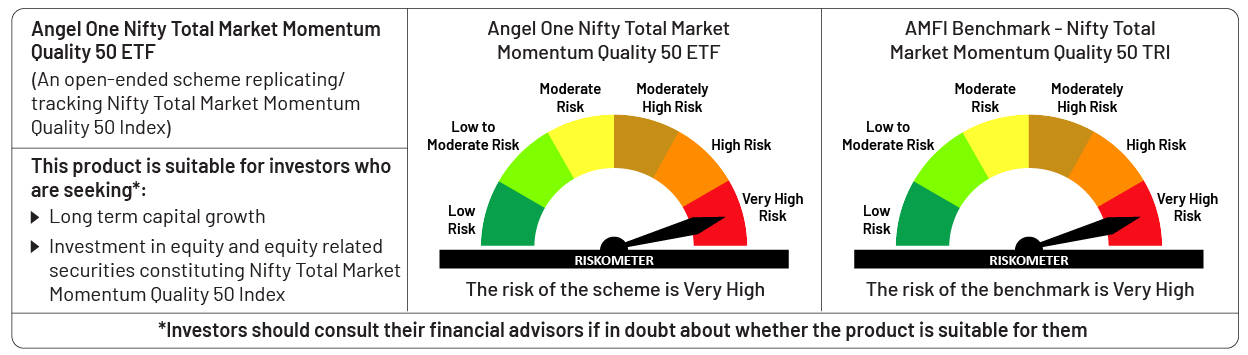 Angel One Nifty Total Market Momentum
Quality 50 ETF
(An open-ended scheme replicating/
tracking Nifty Total Market Momentum
Quality 50 Index)
This product is suitable for investors who
are seeking*:
Long term capital growth
Investment in equity and equity related
securities constituting Nifty Total Market
Momentum Quality 50 Index
Angel One Nifty Total Market
Momentum Quality 50 ETF
Low
Risk
Low to
Moderate Risk
Moderate
Risk
Moderately
High Risk
High Risk
Very High
Risk
RISKOMETER
The risk of the scheme is Very High
AMFI Benchmark - Nifty Total
Market Momentum Quality 50 TRI
Low
Risk
Low to
Moderate Risk
Moderate
Risk
Moderately
High Risk
High Risk
Very High
Risk
RISKOMETER
The risk of the benchmark is Very High
*Investors should consult their financial advisors if in doubt about whether the product is suitable for them